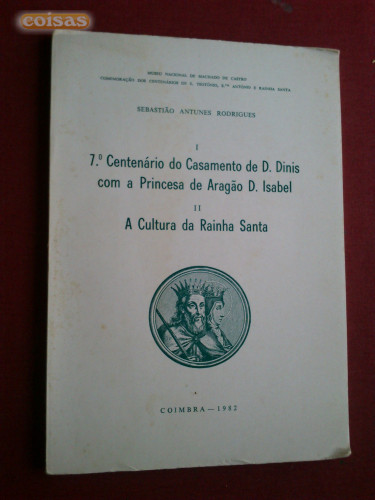 coisas
MUSEU NACIONAL DE MACHADO DE CASTRO
COMEMORAÇÃO DOS CENTENÁRIOS DE S. CRISTÓVÃO, S.TO ANTÓNIO E RAINHA SANTA
SEBASTIÃO ANTUNES RODRIGUES
I
7.º Centenário do Casamento de D. Dinis
com a Princesa de Aragão D. Isabel
II
A Cultura da Rainha Santa
COIMBRA — 1982